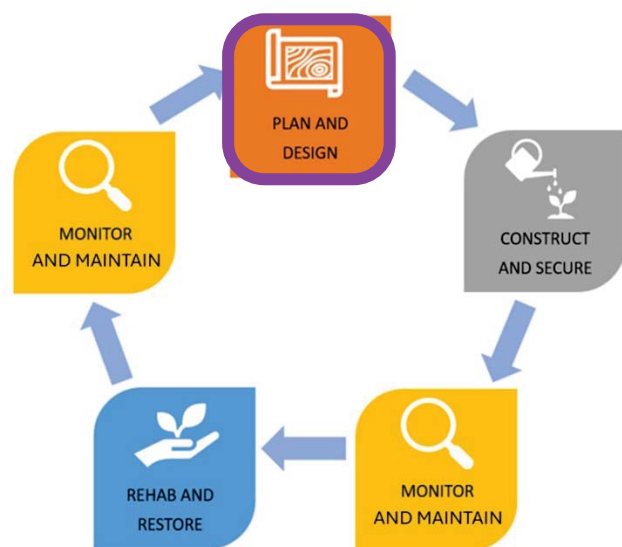 PLAN AND
DESIGN
CONSTRUCT
AND SECURE
MONITOR
AND MAINTAIN
REHAB AND
RESTORE
MONITOR
AND MAINTAIN